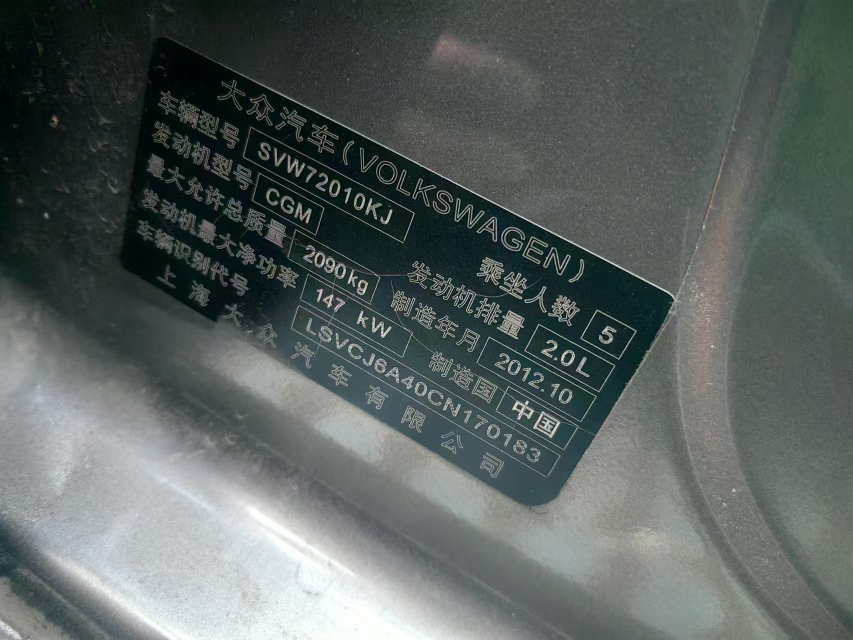 大众汽车(VOLKSWAGEN)
车辆型号 SVW72010KJ 乘坐人数 5
发动机型号 CGM 发动机排量 2.0L
最大允许总质量 2090kg 制造年月 2012.10
发动机最大净功率 147 kW 制造国 中国
车辆识别代号 LSVCJ6A40CN170183
上海大众汽车有限公司